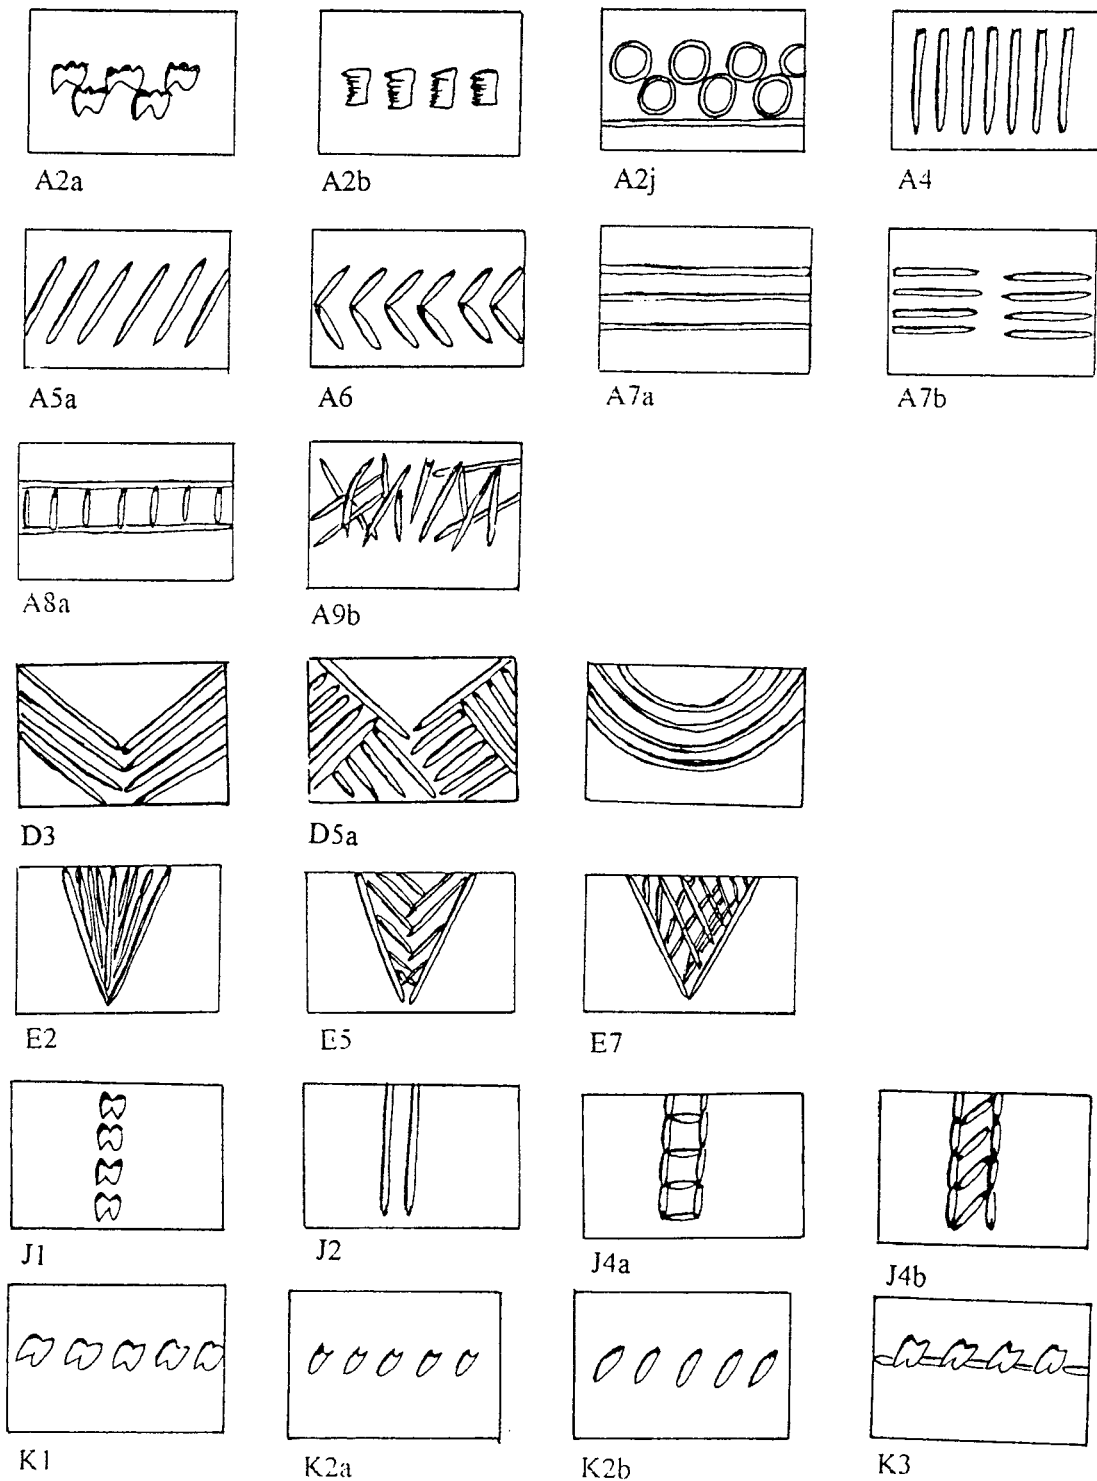 A2a A2b A2j A4
A5a A6 A7a A7b
A8a A9b
D3 D5a
E2 E5 E7
J1 J2 J4a J4b
K1 K2a K2b K3